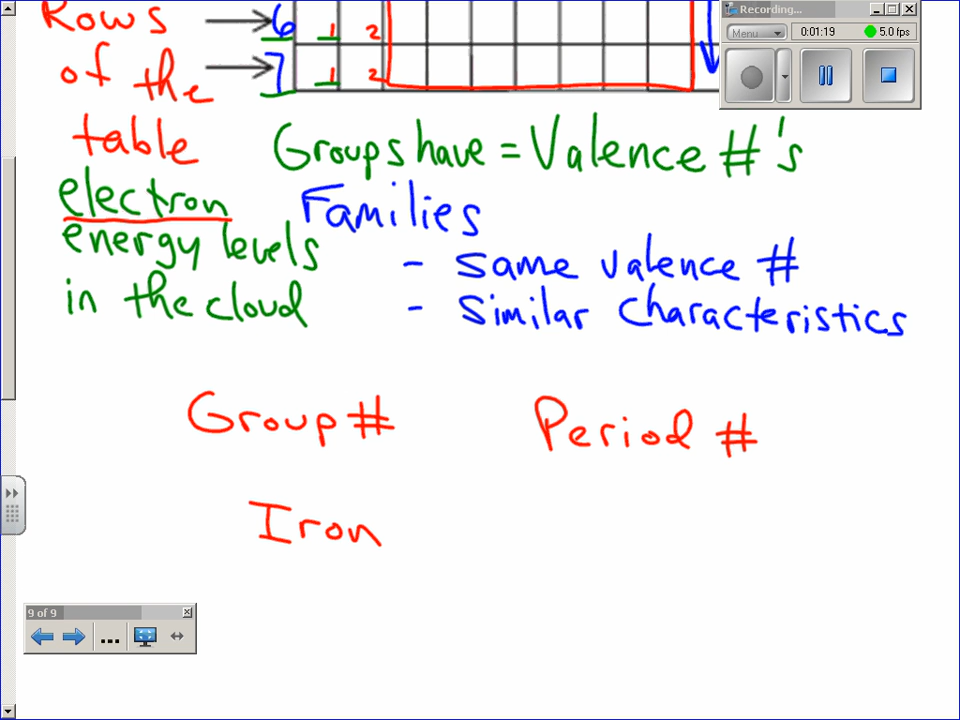 Rows
of the
table
electron
energy levels
in the cloud
6 1 2
7 1 2
Groups have = Valence #'s
Families
- same valence #
- similar characteristics
Group # Period #
Iron
Recording...
Menu 0:01:19 5.0 fps
9 of 9
...